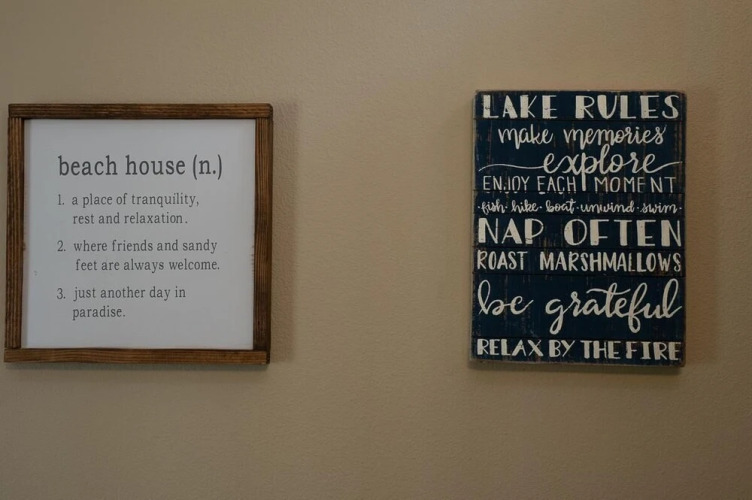 beach house (n.)
1. a place of tranquility,
rest and relaxation.
2. where friends and sandy
feet are always welcome.
3. just another day in
paradise.
LAKE RULES
make memories
explore
ENJOY EACH MOMENT
fish·hike·boat·unwind·swim·
NAP OFTEN
ROAST MARSHMALLOWS
be grateful
RELAX BY THE FIRE